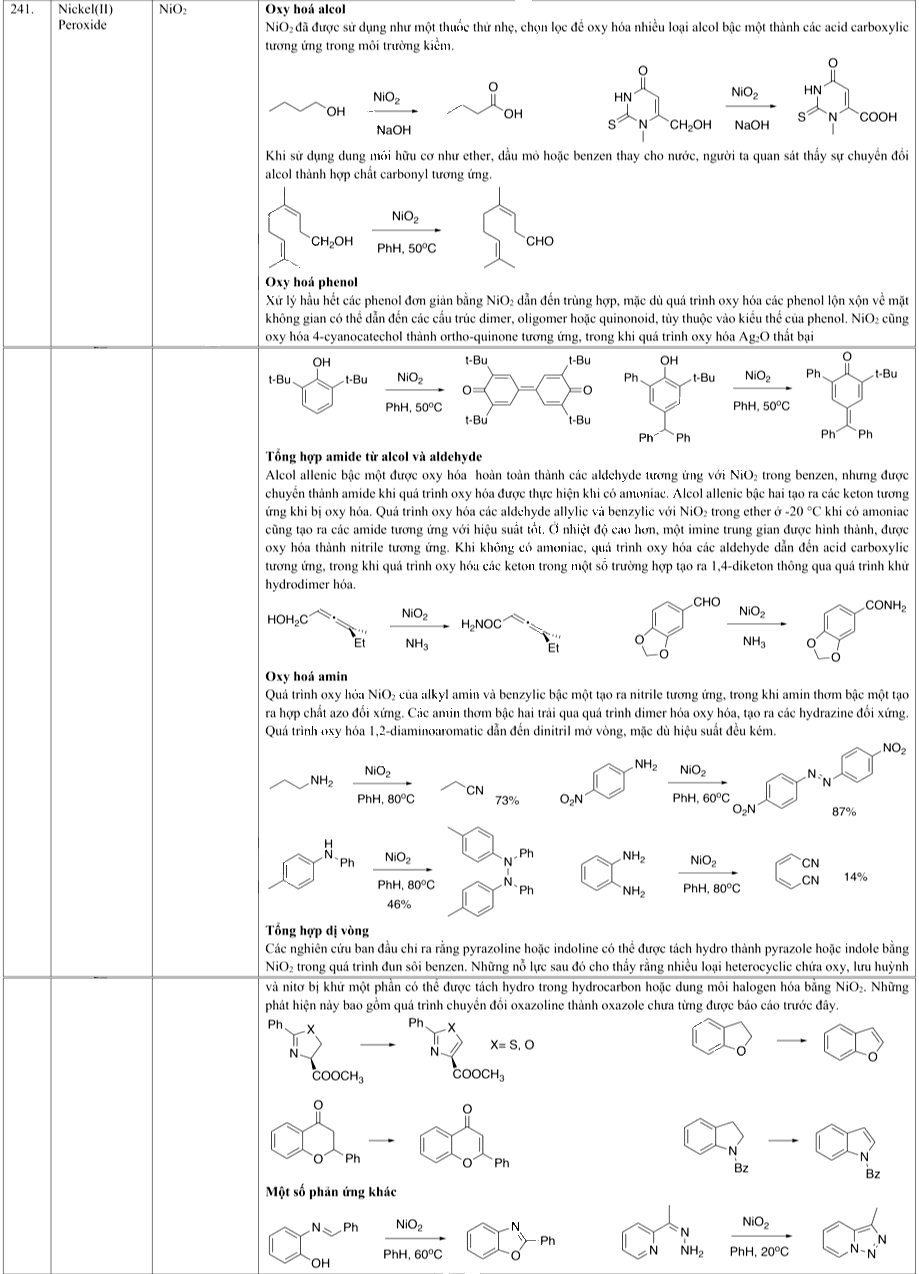 241. Nickel(II) Peroxide NiO₂ Oxy hoá alcol
NiO₂ đã được sử dụng như một thuốc thử nhẹ, chọn lọc để oxy hóa nhiều loại alcol bậc một thành các acid carboxylic
tương ứng trong môi trường kiềm.
OH NiO₂ NaOH O OH O HN S N CH₂OH NiO₂ NaOH O HN S N COOH
Khi sử dụng dung môi hữu cơ như ether, dầu mỏ hoặc benzen thay cho nước, người ta quan sát thấy sự chuyển đổi
alcol thành hợp chất carbonyl tương ứng.
CH₂OH NiO₂ PhH, 50°C CHO
Oxy hoá phenol
Xử lý hầu hết các phenol đơn giản bằng NiO₂ dẫn đến trùng hợp, mặc dù quá trình oxy hóa các phenol lộn xộn về mặt
không gian có thể dẫn đến các cấu trúc dimer, oligomer hoặc quinonoid, tùy thuộc vào kiểu thế của phenol. NiO₂ cũng
oxy hóa 4-cyanocatechol thành ortho-quinone tương ứng, trong khi quá trình oxy hóa Ag₂O thất bại
OH t-Bu t-Bu NiO₂ PhH, 50°C t-Bu t-Bu O O t-Bu t-Bu OH Ph t-Bu Ph Ph NiO₂ PhH, 50°C O Ph t-Bu Ph Ph
Tổng hợp amide từ alcol và aldehyde
Alcol allenic bậc một được oxy hóa hoàn toàn thành các aldehyde tương ứng với NiO₂ trong benzen, nhưng được
chuyển thành amide khi quá trình oxy hóa được thực hiện khi có amoniac. Alcol allenic bậc hai tạo ra các keton tương
ứng khi bị oxy hóa. Quá trình oxy hóa các aldehyde allylic và benzylic với NiO₂ trong ether ở -20 °C khi có amoniac
cũng tạo ra các amide tương ứng với hiệu suất tốt. Ở nhiệt độ cao hơn, một imine trung gian được hình thành, được
oxy hóa thành nitrile tương ứng. Khi không có amoniac, quá trình oxy hóa các aldehyde dẫn đến acid carboxylic
tương ứng, trong khi quá trình oxy hóa các keton trong một số trường hợp tạo ra 1,4-diketon thông qua quá trình khử
hydrodimer hóa.
HOH₂C Et NiO₂ NH₃ H₂NOC Et CHO O O NiO₂ NH₃ CONH₂ O O
Oxy hoá amin
Quá trình oxy hóa NiO₂ của alkyl amin và benzylic bậc một tạo ra nitrile tương ứng, trong khi amin thơm bậc một tạo
ra hợp chất azo đối xứng. Các amin thơm bậc hai trải qua quá trình dimer hóa oxy hóa, tạo ra các hydrazine đối xứng.
Quá trình oxy hóa 1,2-diaminoaromatic dẫn đến dinitril mở vòng, mặc dù hiệu suất đều kém.
NH₂ NiO₂ PhH, 80°C CN 73% O₂N NH₂ NiO₂ PhH, 60°C O₂N N N NO₂ 87%
H N Ph NiO₂ PhH, 80°C 46% N Ph N Ph NH₂ NH₂ NiO₂ PhH, 80°C CN CN 14%
Tổng hợp dị vòng
Các nghiên cứu ban đầu chỉ ra rằng pyrazoline hoặc indoline có thể được tách hydro thành pyrazole hoặc indole bằng
NiO₂ trong quá trình đun sôi benzen. Những nỗ lực sau đó cho thấy rằng nhiều loại heterocyclic chứa oxy, lưu huỳnh
và nitơ bị khử một phần có thể được tách hydro trong hydrocarbon hoặc dung môi halogen hóa bằng NiO₂. Những
phát hiện này bao gồm quá trình chuyển đổi oxazoline thành oxazole chưa từng được báo cáo trước đây.
Ph X N COOCH₃ Ph X N COOCH₃ X= S, O O O
O O Ph O O Ph N Bz N Bz
Một số phản ứng khác
N Ph OH NiO₂ PhH, 60°C N O Ph N N NH₂ NiO₂ PhH, 20°C N N N